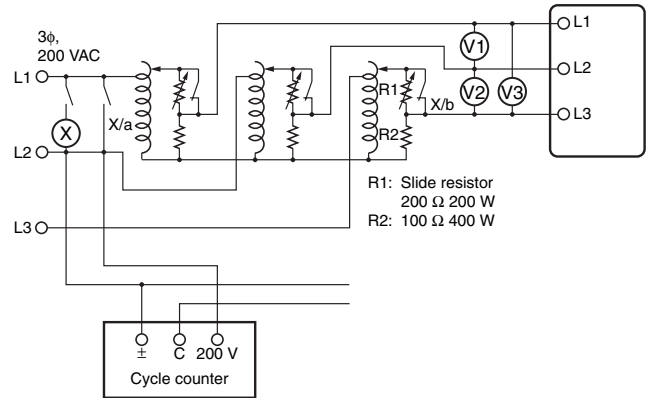 3ϕ,
200 VAC
L1
X
X/a
L2
L3
R1
X/b
R2
V1
V2
V3
L1
L2
L3
R1: Slide resistor
200 Ω 200 W
R2: 100 Ω 400 W
± C 200 V
Cycle counter